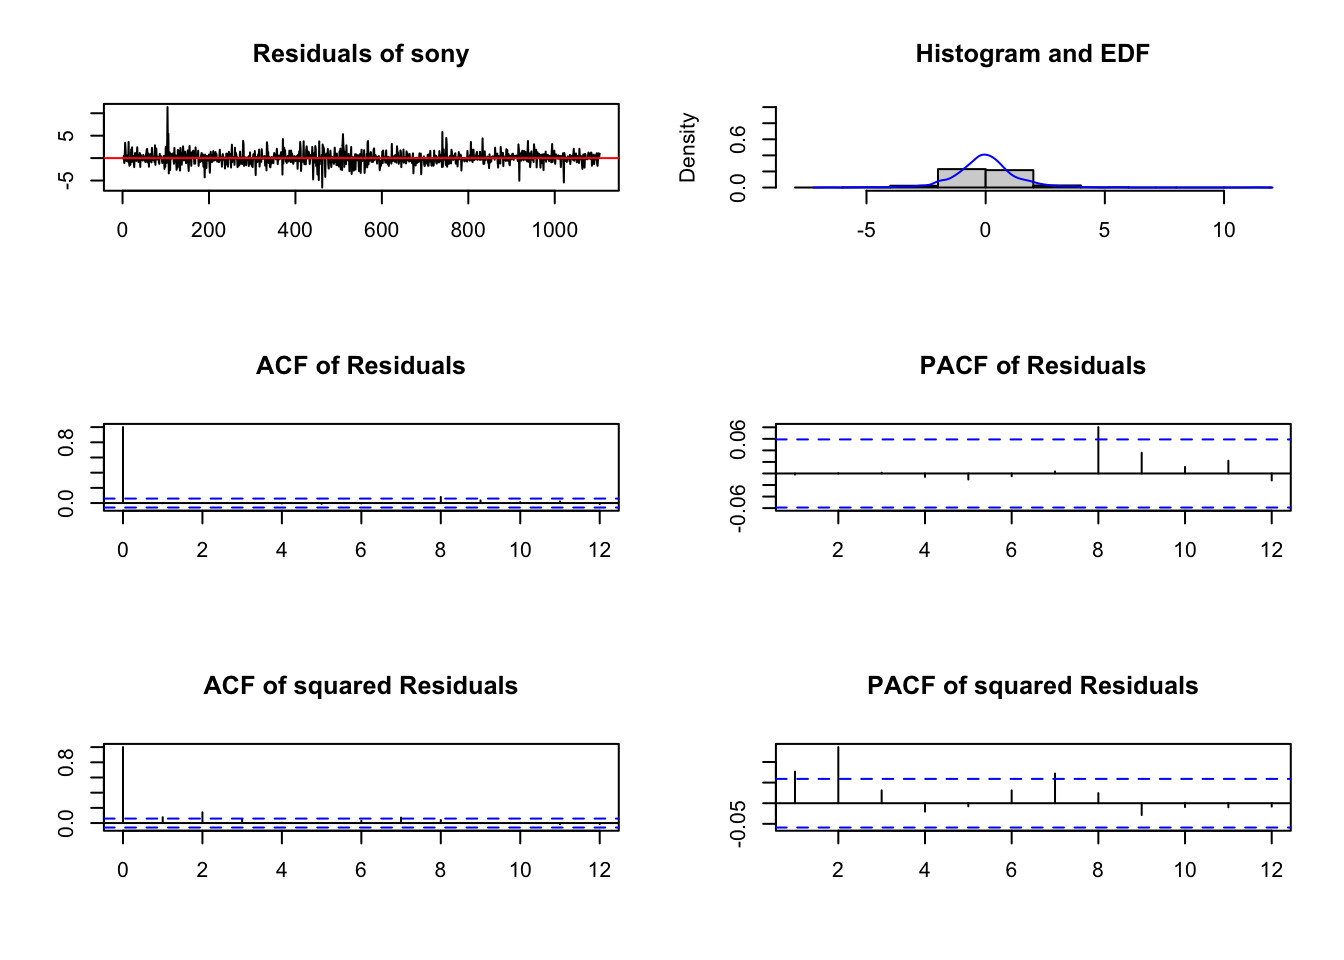 Residuals of sony
5
-5
0 200 400 600 800 1000
Histogram and EDF
Density
0.6
0.0
-5 0 5 10
ACF of Residuals
0.8
0.0
0 2 4 6 8 10 12
PACF of Residuals
0.06
-0.06
2 4 6 8 10 12
ACF of squared Residuals
0.8
0.0
0 2 4 6 8 10 12
PACF of squared Residuals
-0.05
2 4 6 8 10 12